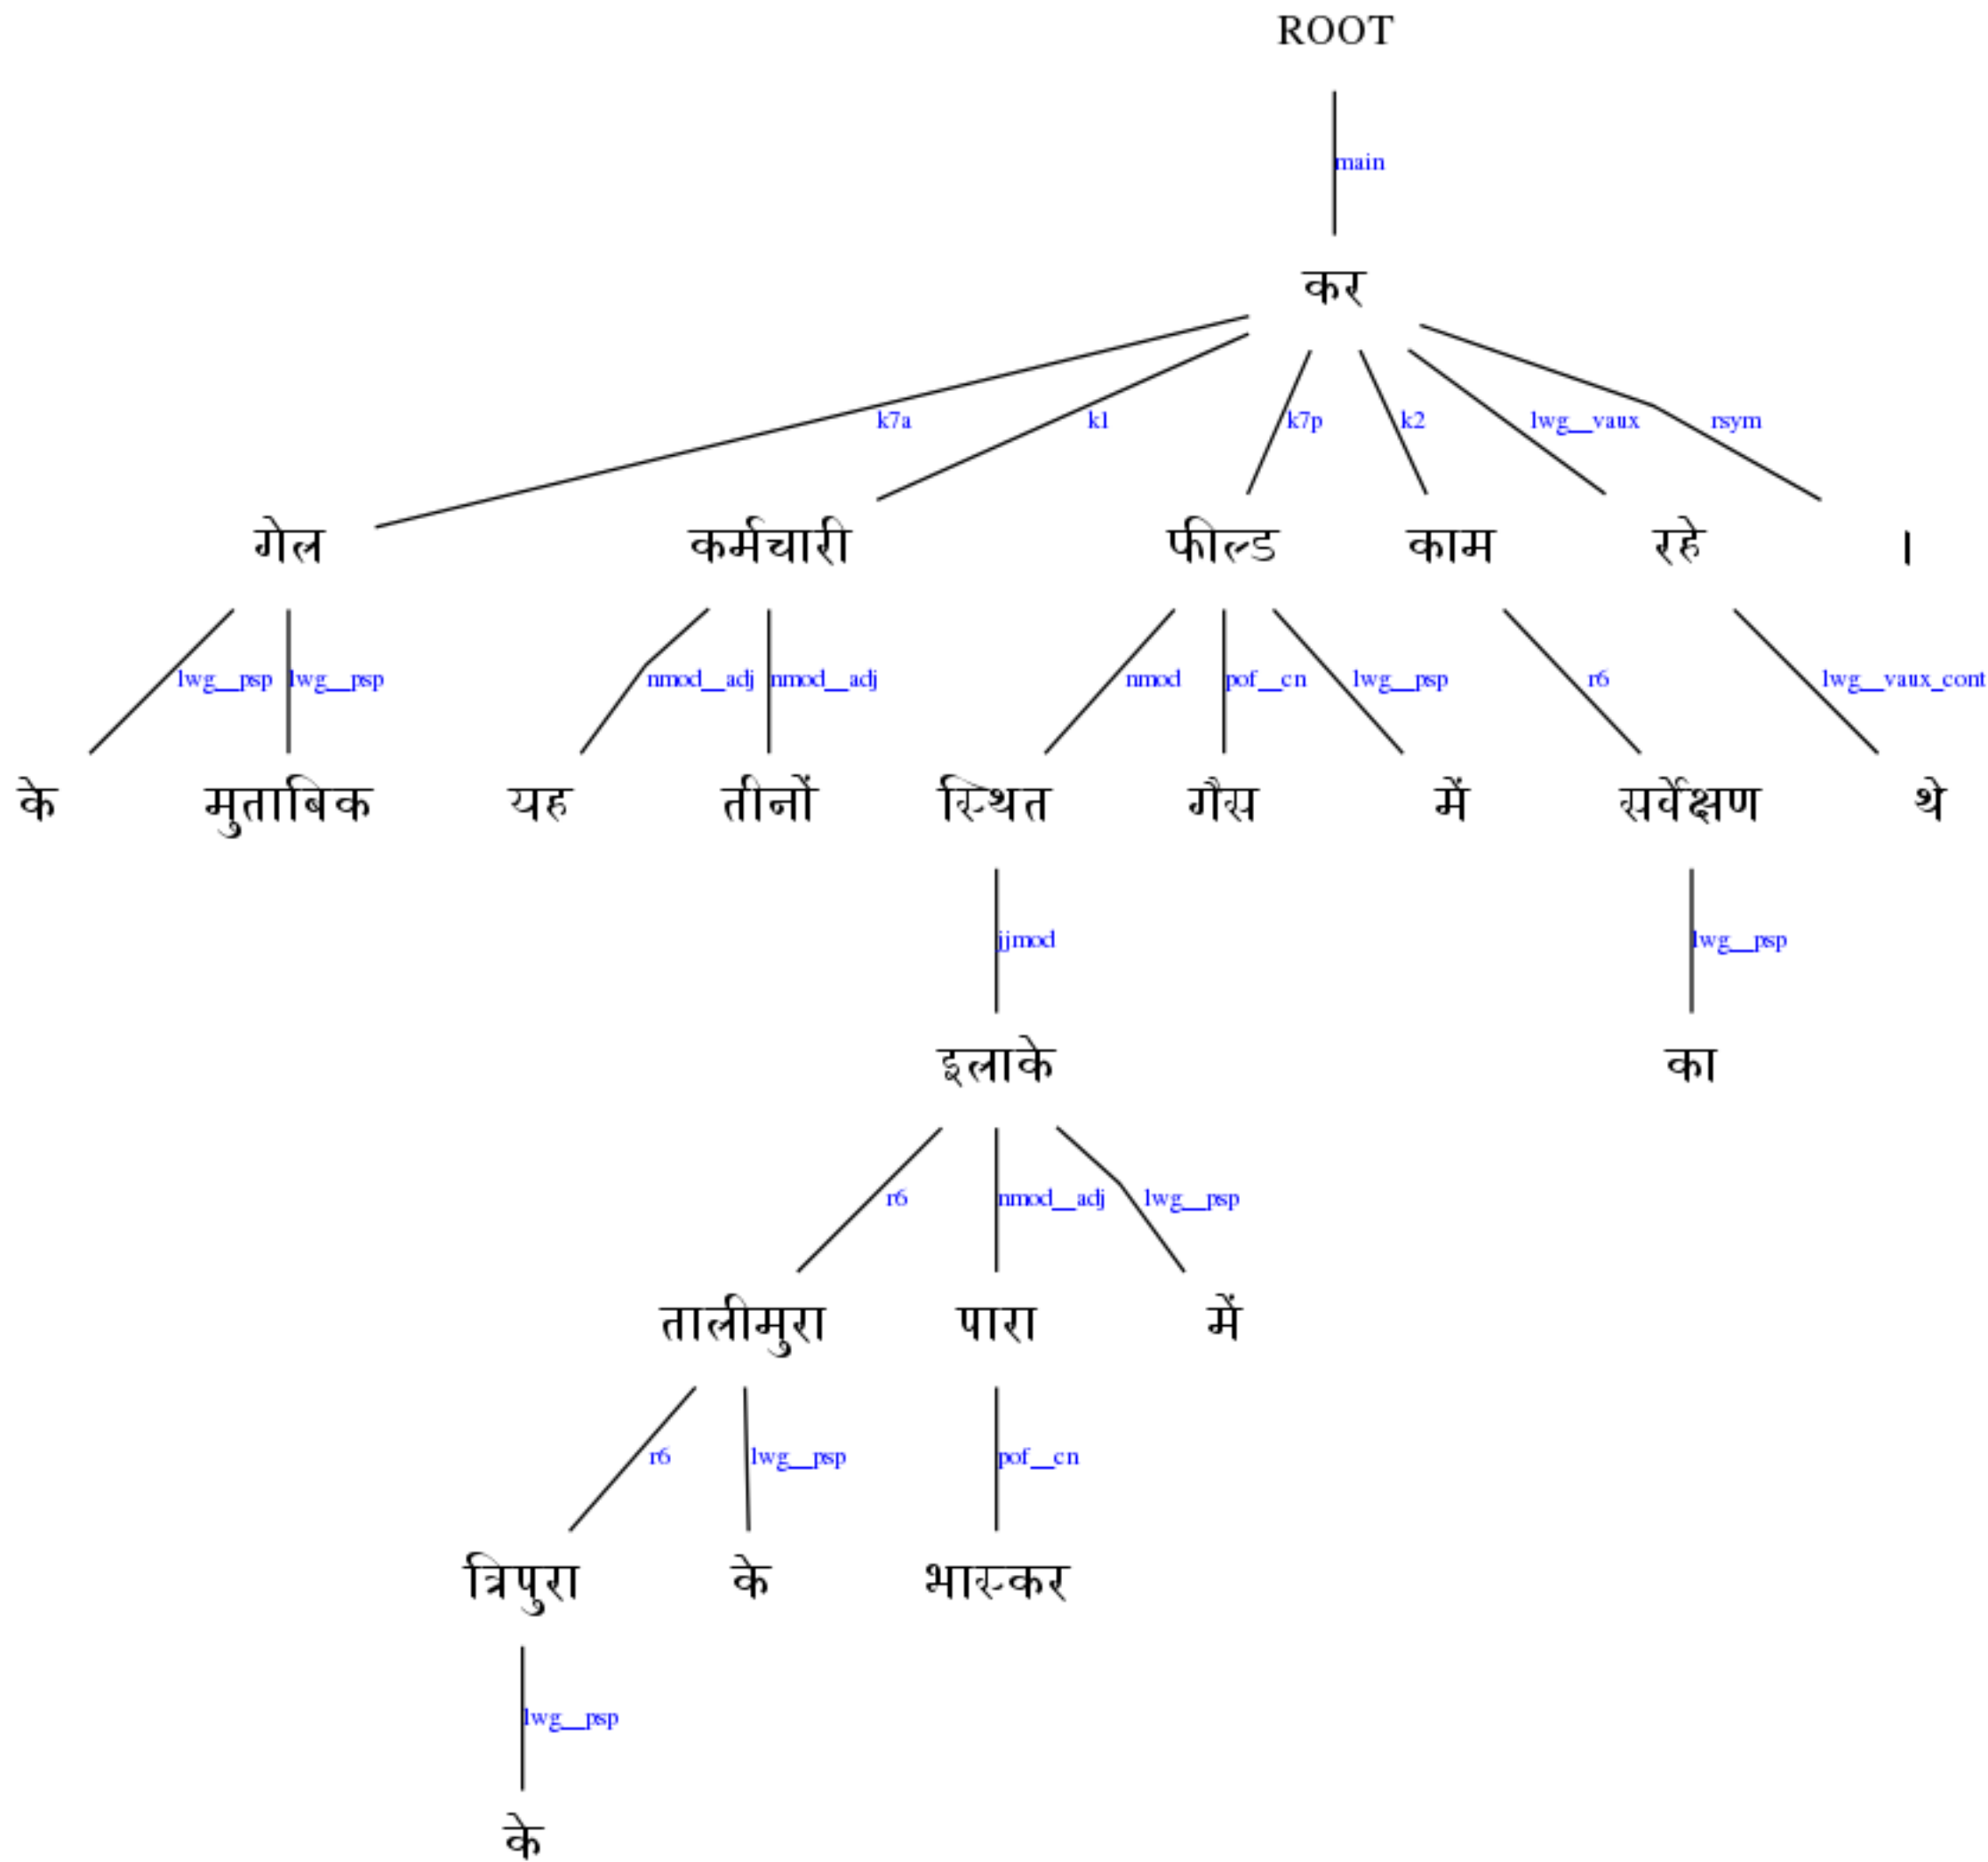 ROOT
main
कर
k7a k1 k7p k2 lwg__vaux rsym
गेल कर्मचारी फील्ड काम रहे ।
lwg__psp lwg__psp nmod__adj nmod__adj nmod pof__cn lwg__psp r6 lwg__vaux_cont
के मुताबिक यह तीनों स्थित गैस में सर्वेक्षण थे
jjmod lwg__psp
इलाके का
r6 nmod__adj lwg__psp
तालीमुरा पारा में
r6 lwg__psp pof__cn
त्रिपुरा के भास्कर
lwg__psp
के